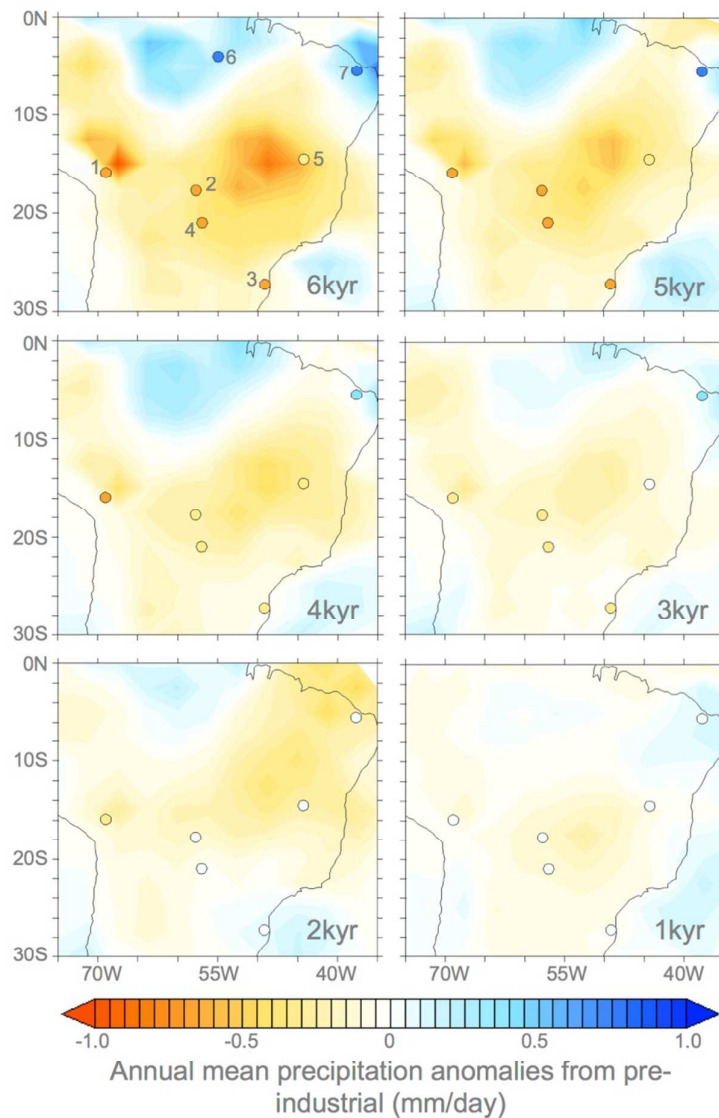 0N
10S
20S
30S
1
2
3
4
5
6
7
6kyr
5kyr
0N
10S
20S
30S
4kyr
3kyr
0N
10S
20S
30S
2kyr
1kyr
70W 55W 40W 70W 55W 40W
-1.0 -0.5 0 0.5 1.0
Annual mean precipitation anomalies from pre-
industrial (mm/day)